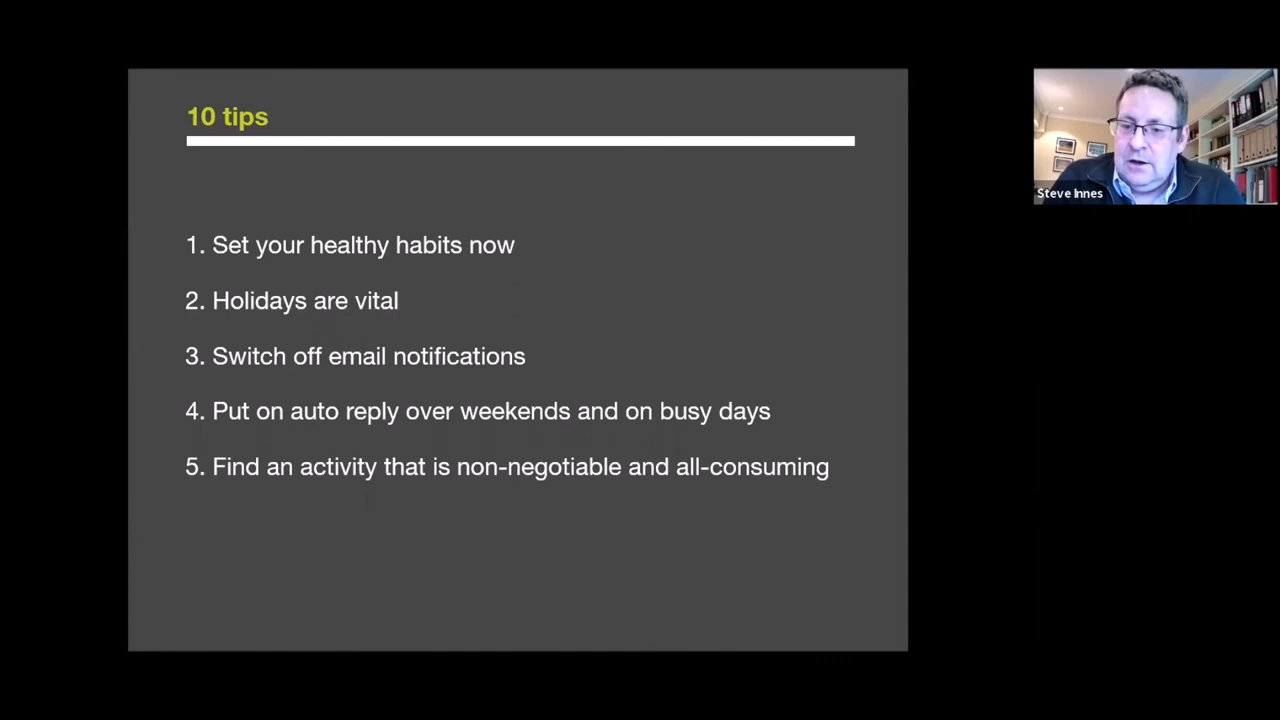 10 tips
1. Set your healthy habits now
2. Holidays are vital
3. Switch off email notifications
4. Put on auto reply over weekends and on busy days
5. Find an activity that is non-negotiable and all-consuming
Steve Innes